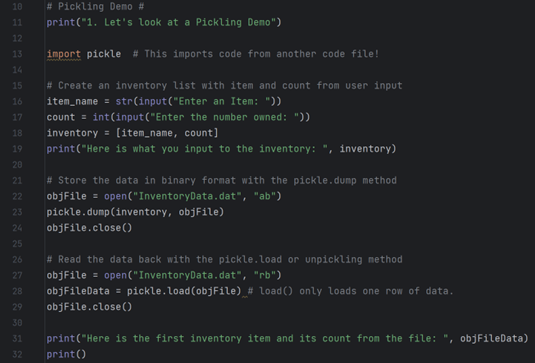 10 # Pickling Demo #
11 print("1. Let's look at a Pickling Demo")
12
13 import pickle  # This imports code from another code file!
14
15 # Create an inventory list with item and count from user input
16 item_name = str(input("Enter an Item: "))
17 count = int(input("Enter the number owned: "))
18 inventory = [item_name, count]
19 print("Here is what you input to the inventory: ", inventory)
20
21 # Store the data in binary format with the pickle.dump method
22 objFile = open("InventoryData.dat", "ab")
23 pickle.dump(inventory, objFile)
24 objFile.close()
25
26 # Read the data back with the pickle.load or unpickling method
27 objFile = open("InventoryData.dat", "rb")
28 objFileData = pickle.load(objFile) # load() only loads one row of data.
29 objFile.close()
30
31 print("Here is the first inventory item and its count from the file: ", objFileData)
32 print()